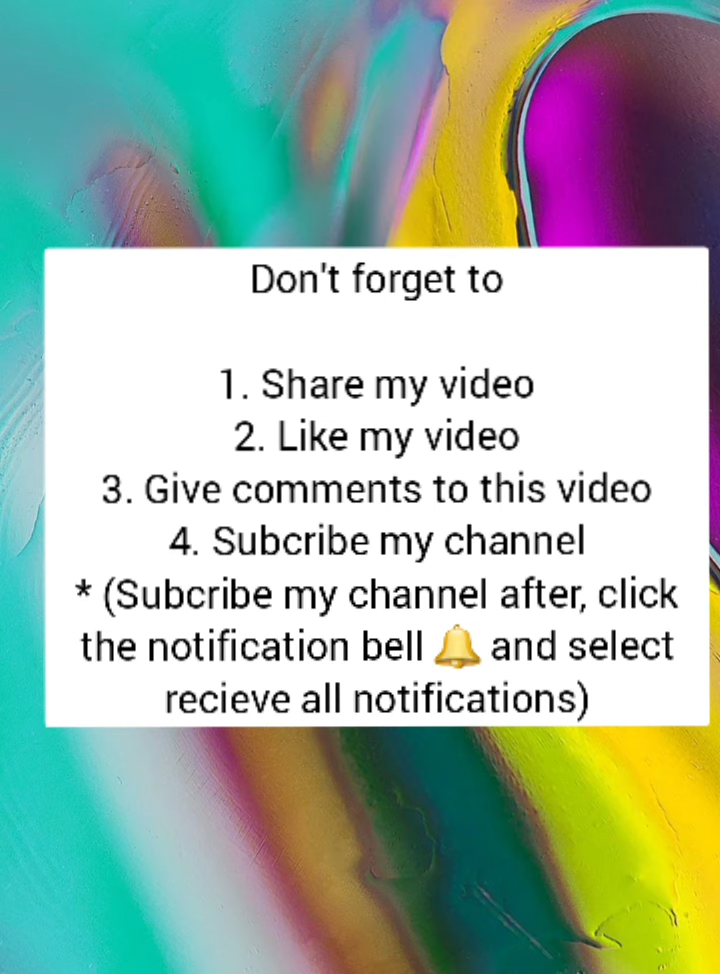 Don't forget to
1. Share my video
2. Like my video
3. Give comments to this video
4. Subcribe my channel
* (Subcribe my channel after, click
the notification bell 🔔 and select
recieve all notifications)